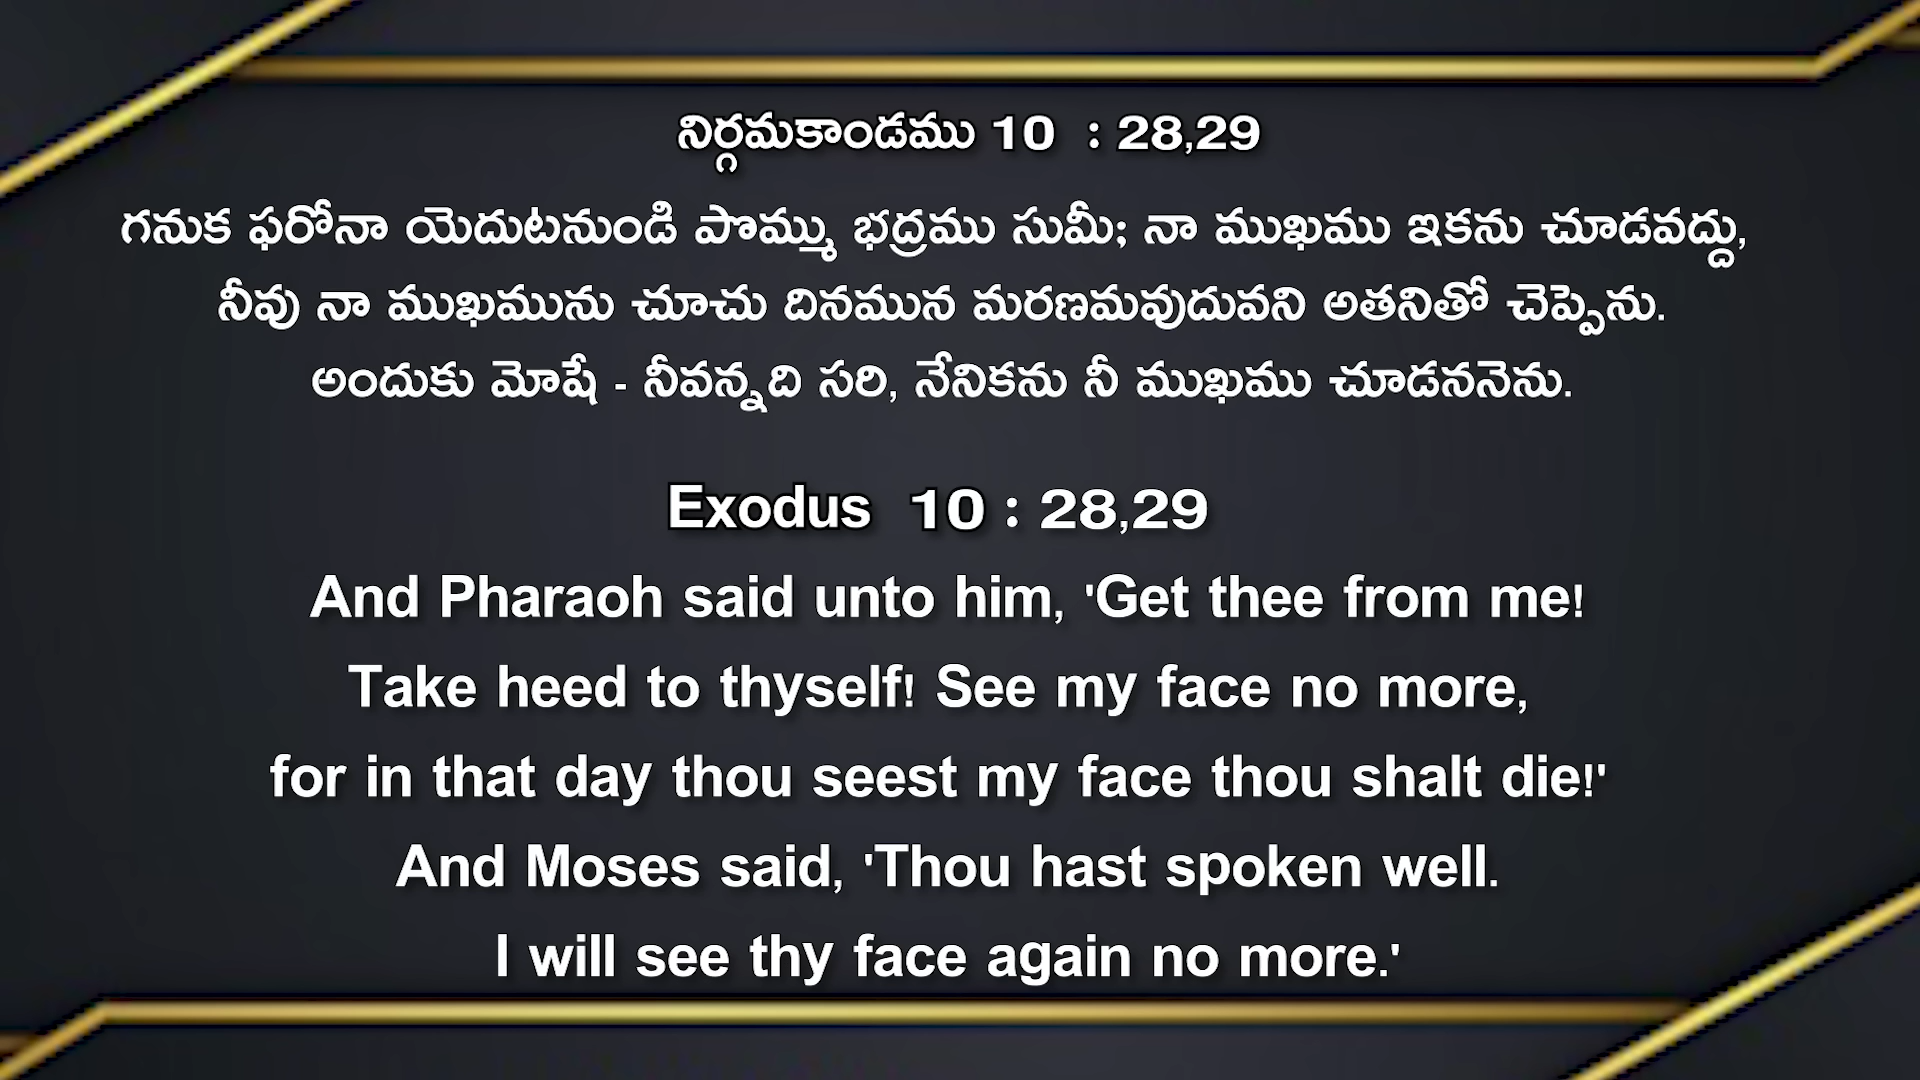 నిర్గమకాండము 10 : 28,29
గనుక ఫరోనా యెదుటనుండి పొమ్ము భద్రము సుమీ; నా ముఖము ఇకను చూడవద్దు,
నీవు నా ముఖమును చూచు దినమున మరణమవుదువని అతనితో చెప్పెను.
అందుకు మోషే - నీవన్నది సరి, నేనికను నీ ముఖము చూడననెను.
Exodus 10 : 28,29
And Pharaoh said unto him, 'Get thee from me!
Take heed to thyself! See my face no more,
for in that day thou seest my face thou shalt die!'
And Moses said, 'Thou hast spoken well.
I will see thy face again no more.'